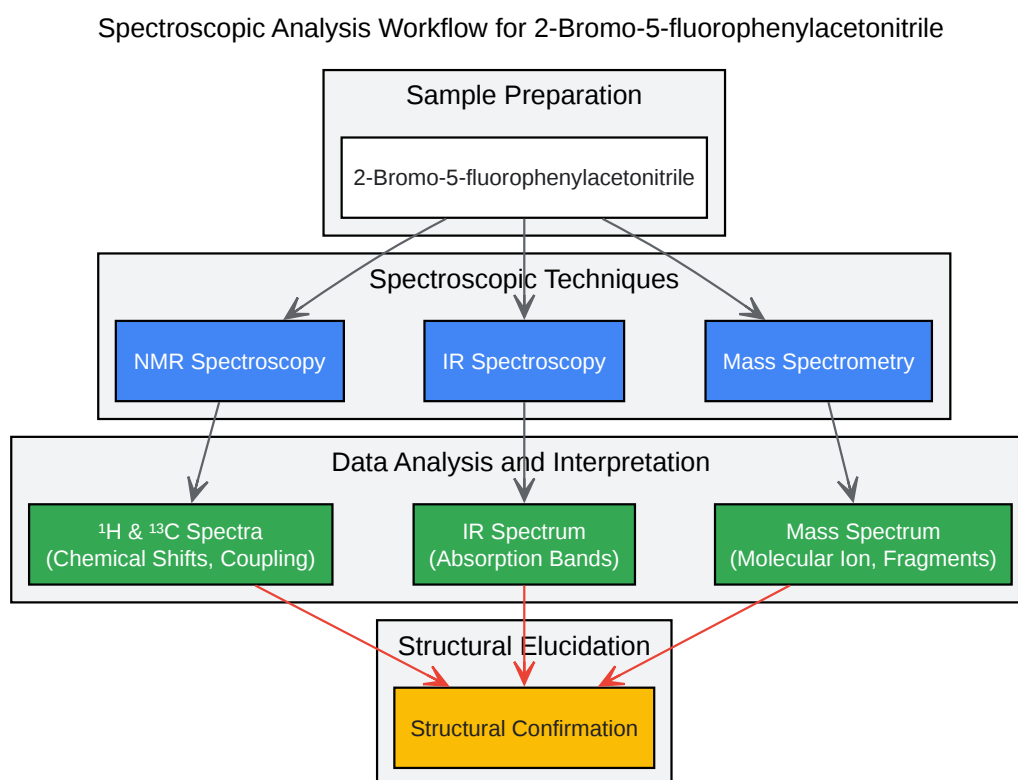 Spectroscopic Analysis Workflow for 2-Bromo-5-fluorophenylacetonitrile
Sample Preparation
2-Bromo-5-fluorophenylacetonitrile
Spectroscopic Techniques
NMR Spectroscopy
IR Spectroscopy
Mass Spectrometry
Data Analysis and Interpretation
¹H & ¹³C Spectra
(Chemical Shifts, Coupling)
IR Spectrum
(Absorption Bands)
Mass Spectrum
(Molecular Ion, Fragments)
Structural Elucidation
Structural Confirmation